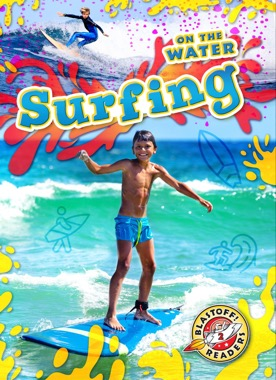 ON THE
WATER
Surfing
BLASTOFF!
2
READERS